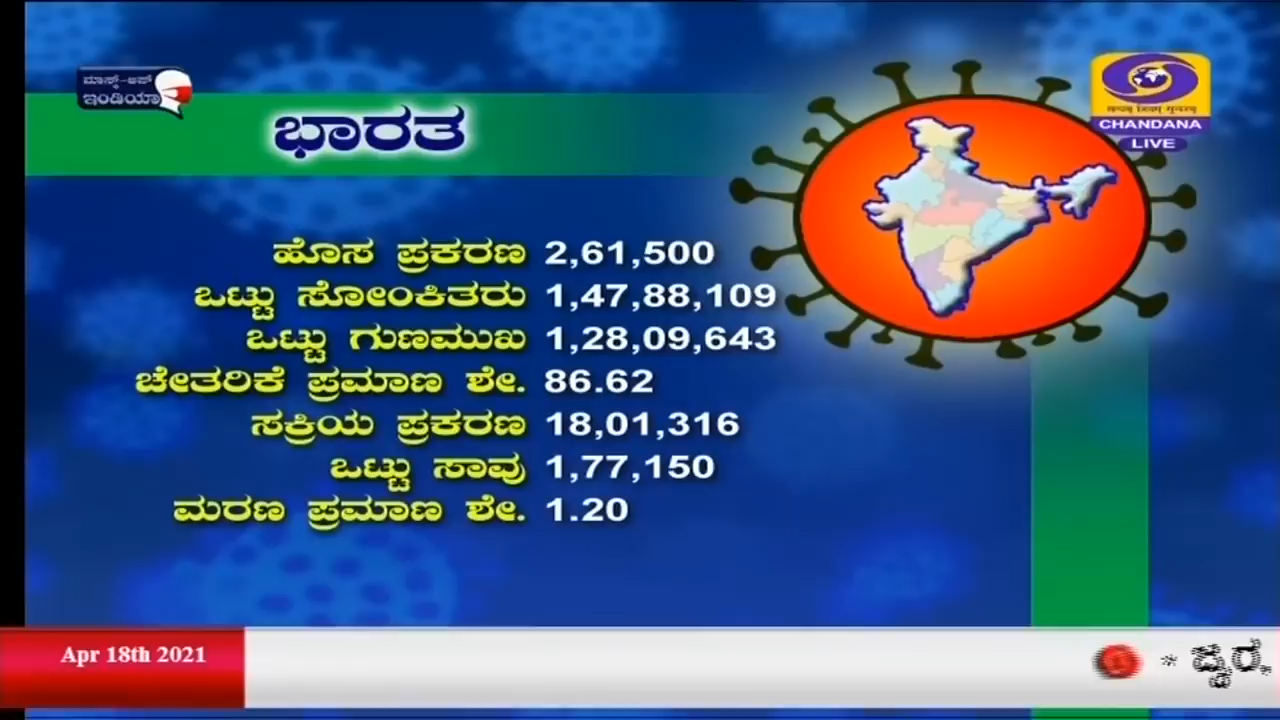 ಮಾಸ್ಕ್-ಅಪ್
ಇಂಡಿಯಾ
ಭಾರತ
CHANDANA
LIVE
ಹೊಸ ಪ್ರಕರಣ 2,61,500
ಒಟ್ಟು ಸೋಂಕಿತರು 1,47,88,109
ಒಟ್ಟು ಗುಣಮುಖ 1,28,09,643
ಚೇತರಿಕೆ ಪ್ರಮಾಣ ಶೇ. 86.62
ಸಕ್ರಿಯ ಪ್ರಕರಣ 18,01,316
ಒಟ್ಟು ಸಾವು 1,77,150
ಮರಣ ಪ್ರಮಾಣ ಶೇ. 1.20
Apr 18th 2021